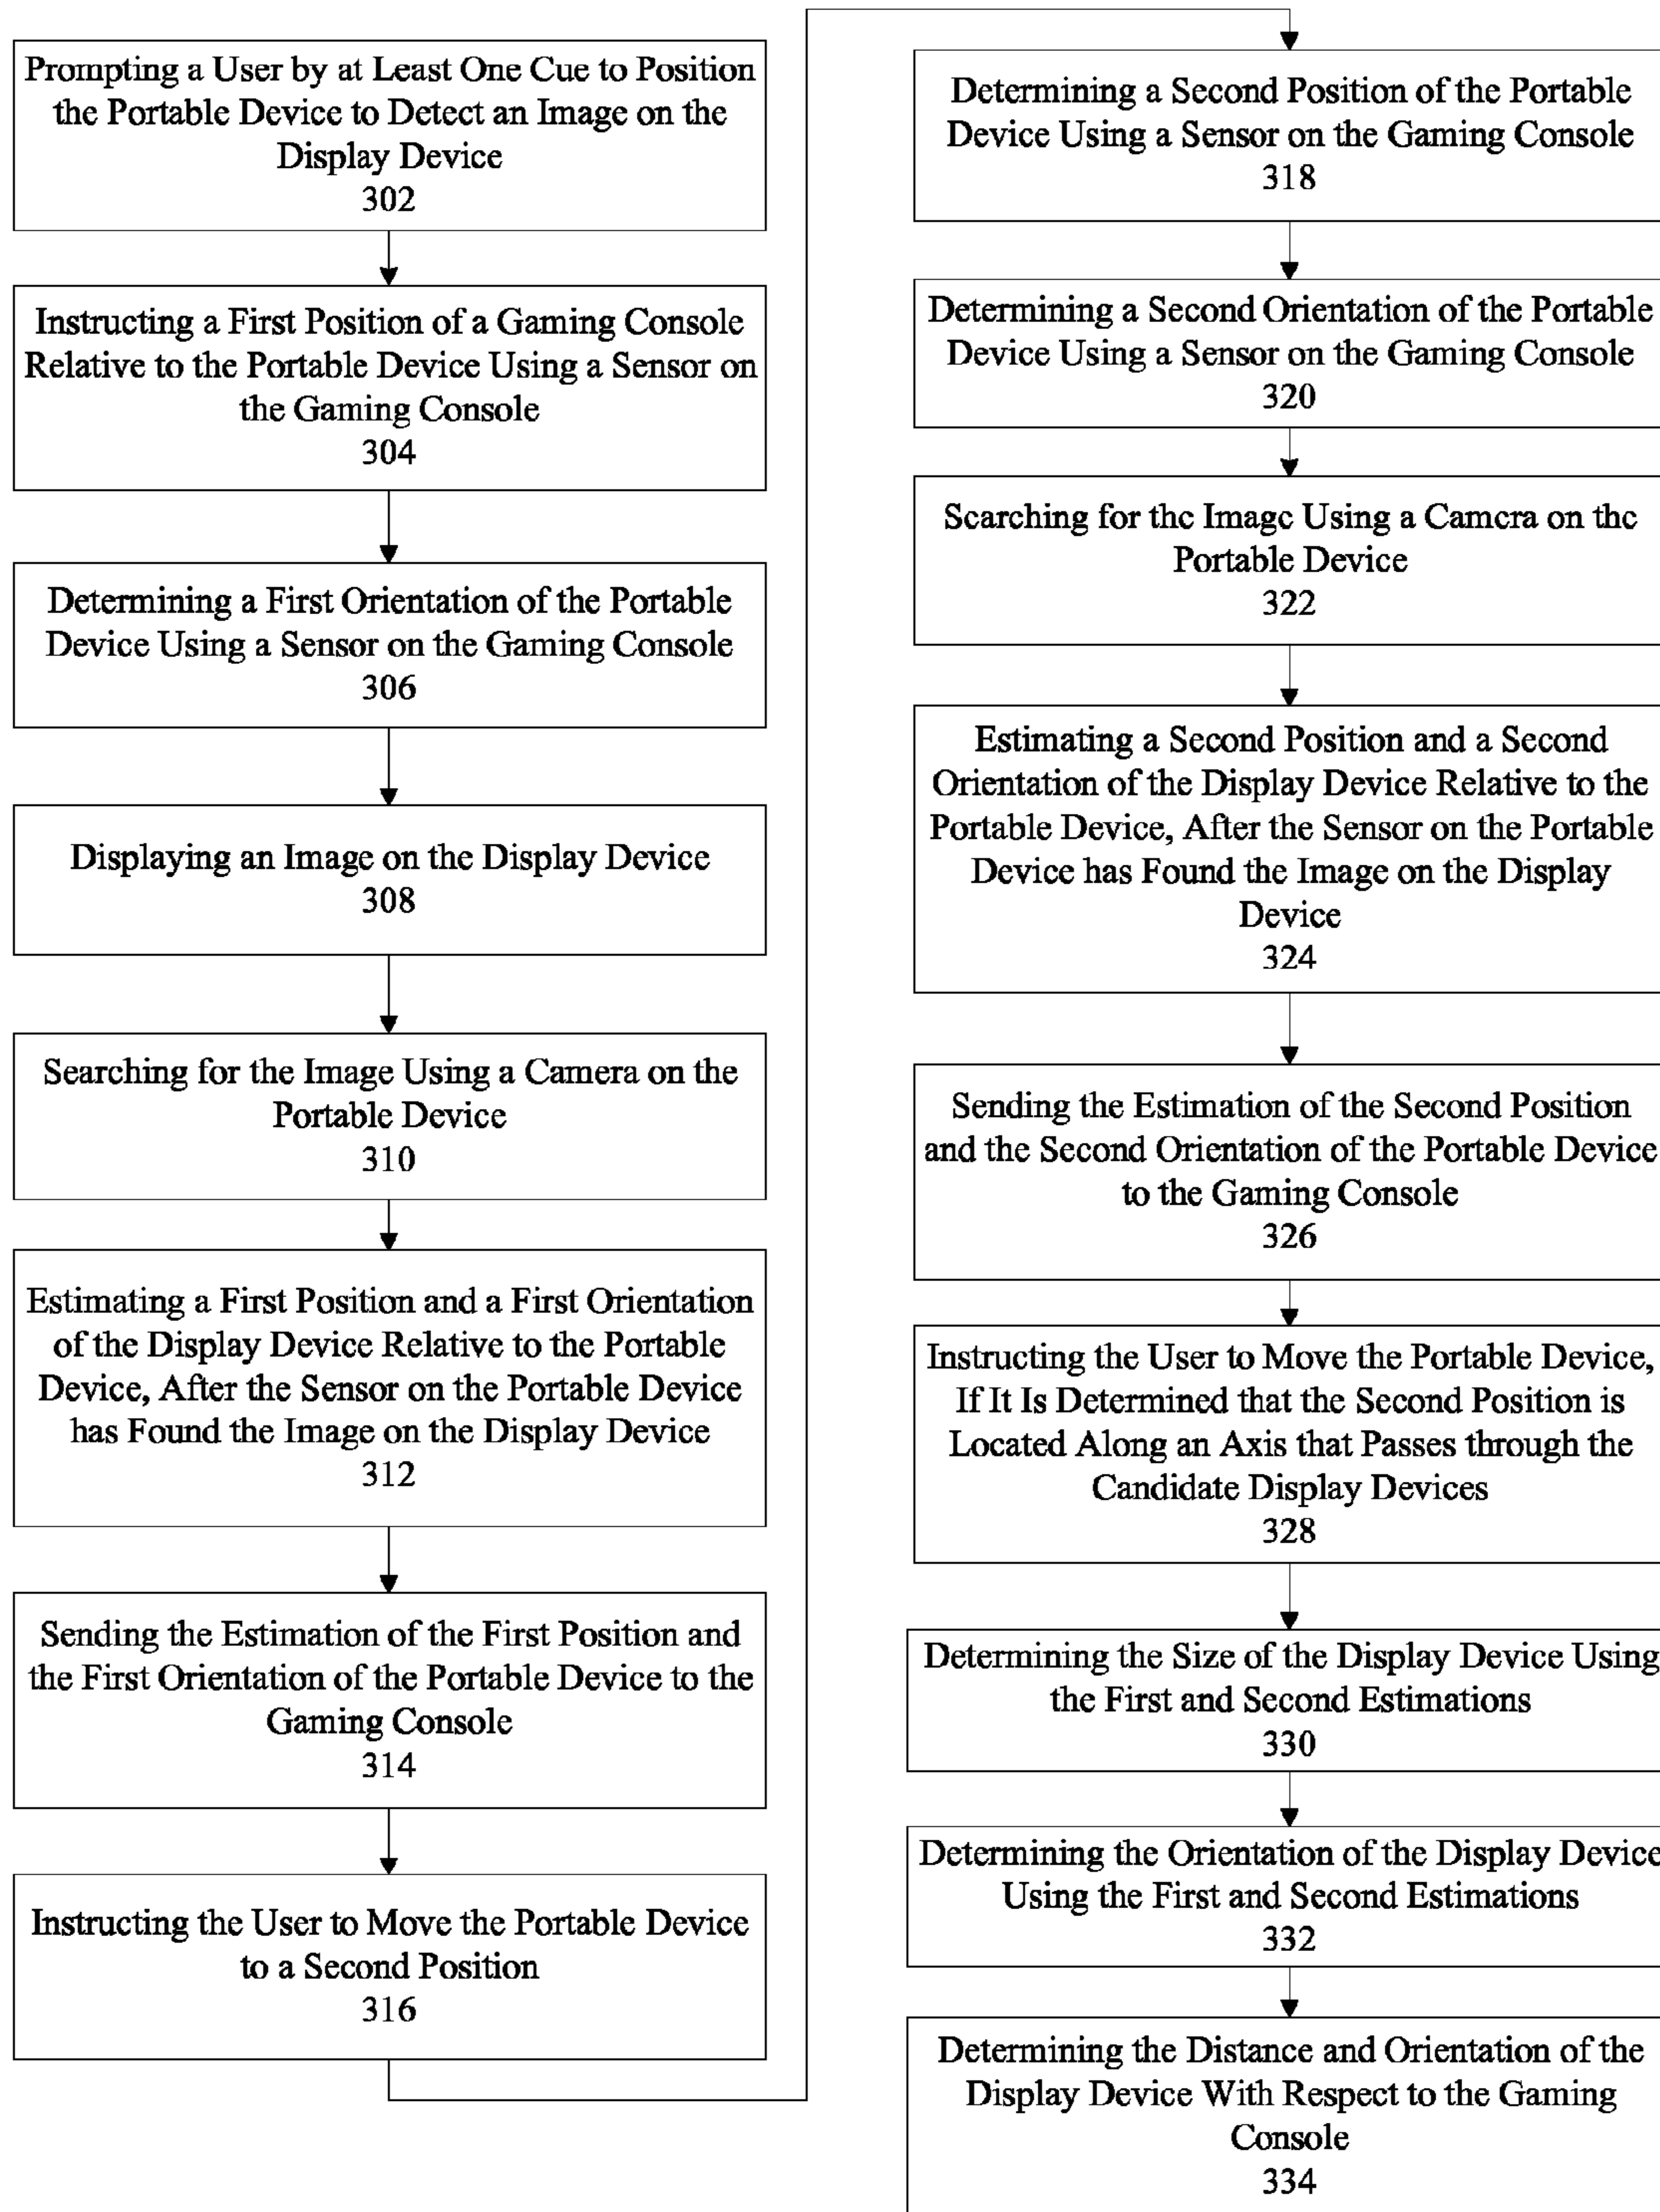 Prompting a User by at Least One Cue to Position
the Portable Device to Detect an Image on the
Display Device
302
Instructing a First Position of a Gaming Console
Relative to the Portable Device Using a Sensor on
the Gaming Console
304
Determining a First Orientation of the Portable
Device Using a Sensor on the Gaming Console
306
Displaying an Image on the Display Device
308
Searching for the Image Using a Camera on the
Portable Device
310
Estimating a First Position and a First Orientation
of the Display Device Relative to the Portable
Device, After the Sensor on the Portable Device
has Found the Image on the Display Device
312
Sending the Estimation of the First Position and
the First Orientation of the Portable Device to the
Gaming Console
314
Instructing the User to Move the Portable Device
to a Second Position
316
Determining a Second Position of the Portable
Device Using a Sensor on the Gaming Console
318
Determining a Second Orientation of the Portable
Device Using a Sensor on the Gaming Console
320
Searching for the Image Using a Camera on the
Portable Device
322
Estimating a Second Position and a Second
Orientation of the Display Device Relative to the
Portable Device, After the Sensor on the Portable
Device has Found the Image on the Display
Device
324
Sending the Estimation of the Second Position
and the Second Orientation of the Portable Device
to the Gaming Console
326
Instructing the User to Move the Portable Device,
If It Is Determined that the Second Position is
Located Along an Axis that Passes through the
Candidate Display Devices
328
Determining the Size of the Display Device Using
the First and Second Estimations
330
Determining the Orientation of the Display Device
Using the First and Second Estimations
332
Determining the Distance and Orientation of the
Display Device With Respect to the Gaming
Console
334